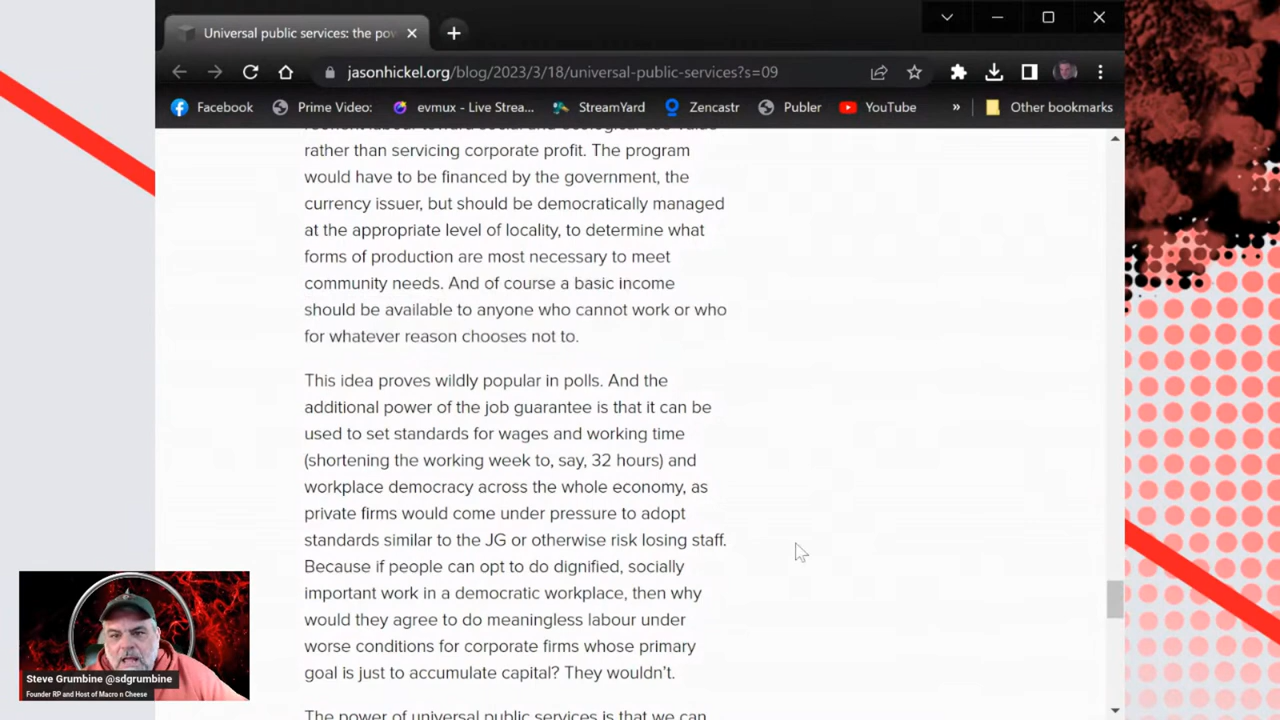 Universal public services: the pow
jasonhickel.org/blog/2023/3/18/universal-public-services?s=09
Facebook Prime Video: evmux - Live Strea... StreamYard Zencastr Publer YouTube » Other bookmarks
rather than servicing corporate profit. The program
would have to be financed by the government, the
currency issuer, but should be democratically managed
at the appropriate level of locality, to determine what
forms of production are most necessary to meet
community needs. And of course a basic income
should be available to anyone who cannot work or who
for whatever reason chooses not to.
This idea proves wildly popular in polls. And the
additional power of the job guarantee is that it can be
used to set standards for wages and working time
(shortening the working week to, say, 32 hours) and
workplace democracy across the whole economy, as
private firms would come under pressure to adopt
standards similar to the JG or otherwise risk losing staff.
Because if people can opt to do dignified, socially
important work in a democratic workplace, then why
would they agree to do meaningless labour under
worse conditions for corporate firms whose primary
goal is just to accumulate capital? They wouldn't.
The power of universal public services is that we can
Steve Grumbine @sdgrumbine
Founder RP and Host of Macro n Cheese